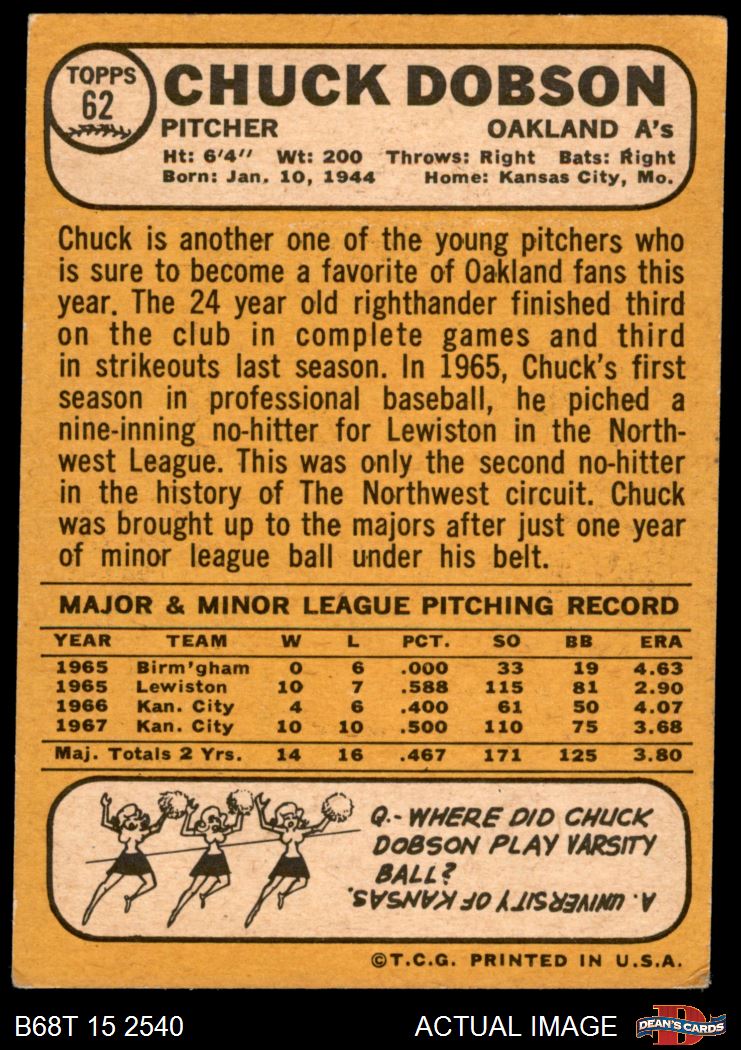 TOPPS
62
CHUCK DOBSON
PITCHER OAKLAND A's
Ht: 6'4" Wt: 200 Throws: Right Bats: Right
Born: Jan. 10, 1944 Home: Kansas City, Mo.
Chuck is another one of the young pitchers who
is sure to become a favorite of Oakland fans this
year. The 24 year old righthander finished third
on the club in complete games and third
in strikeouts last season. In 1965, Chuck's first
season in professional baseball, he piched a
nine-inning no-hitter for Lewiston in the North-
west League. This was only the second no-hitter
in the history of The Northwest circuit. Chuck
was brought up to the majors after just one year
of minor league ball under his belt.
MAJOR & MINOR LEAGUE PITCHING RECORD
YEAR TEAM W L PCT. SO BB ERA
1965 Birm'gham 0 6 .000 33 19 4.63
1965 Lewiston 10 7 .588 115 81 2.90
1966 Kan. City 4 6 .400 61 50 4.07
1967 Kan. City 10 10 .500 110 75 3.68
Maj. Totals 2 Yrs. 14 16 .467 171 125 3.80
Q.- WHERE DID CHUCK
DOBSON PLAY VARSITY
BALL?
A. UNIVERSITY OF KANSAS.
©T.C.G. PRINTED IN U.S.A.
B68T 15 2540 ACTUAL IMAGE D DEAN'S CARDS